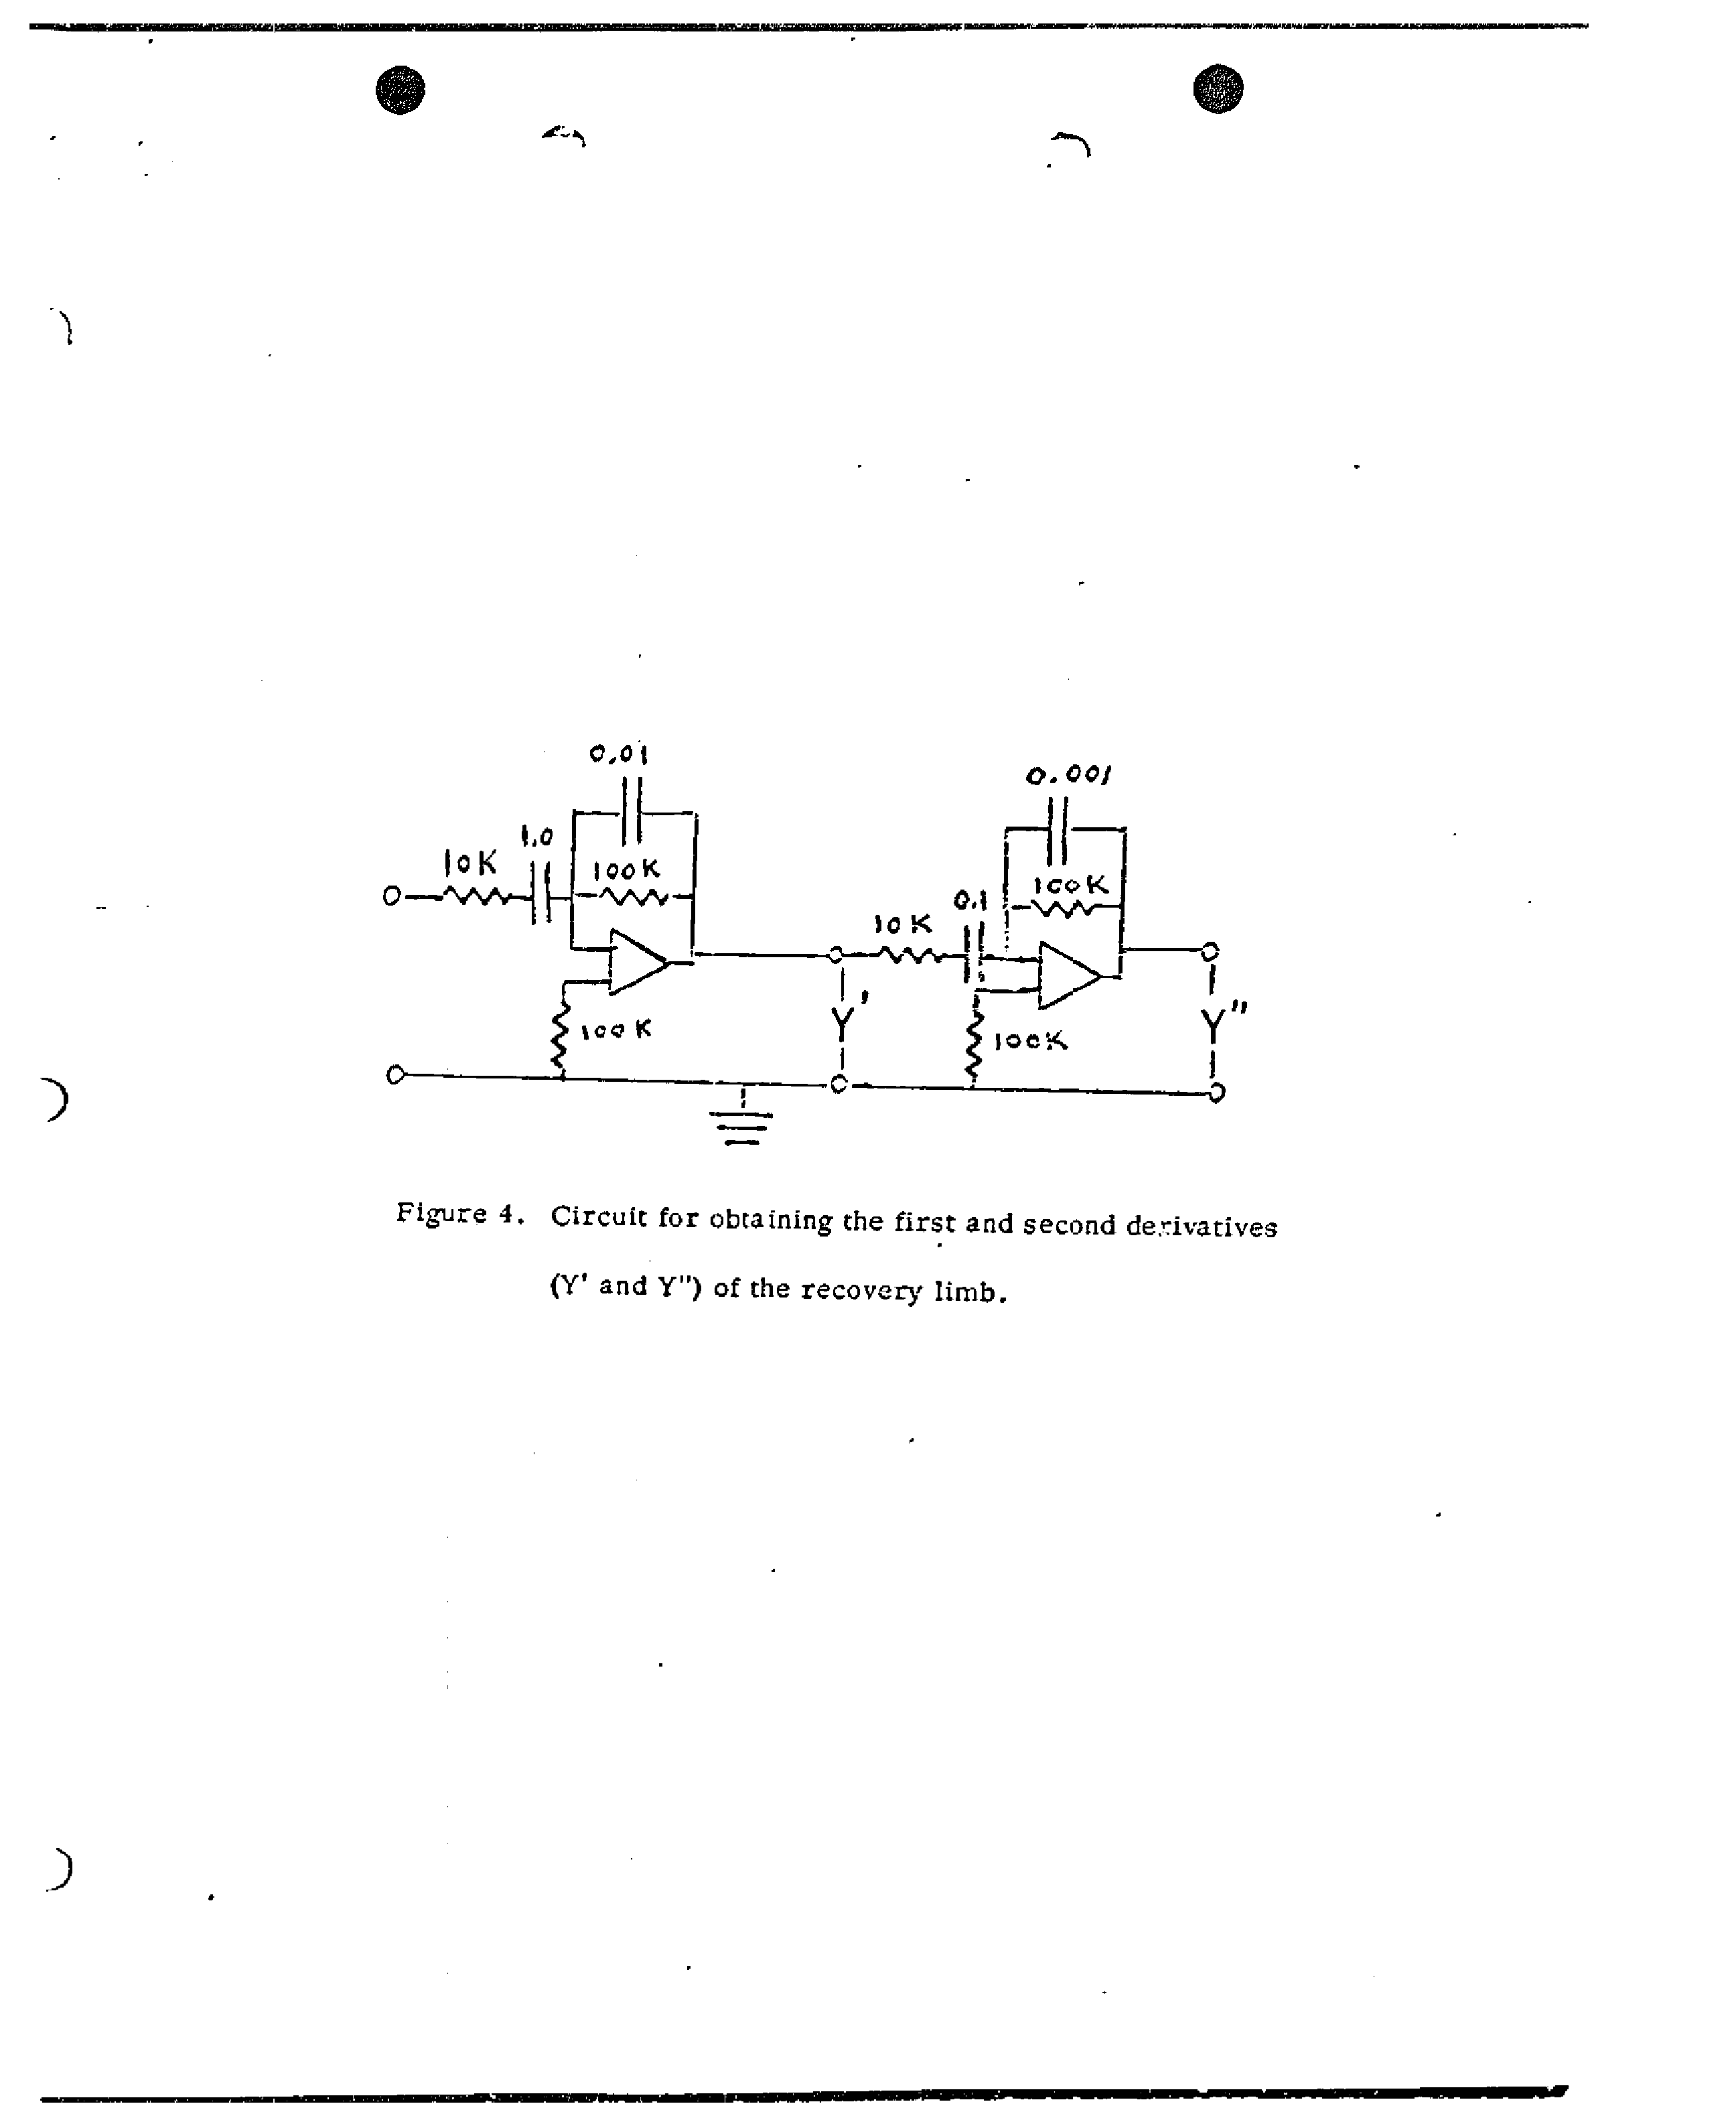 0.01
0.001
1.0
10K
100K
100K
0.1
10K
Y'
Y"
100K
100K
Figure 4. Circuit for obtaining the first and second derivatives
(Y' and Y") of the recovery limb.